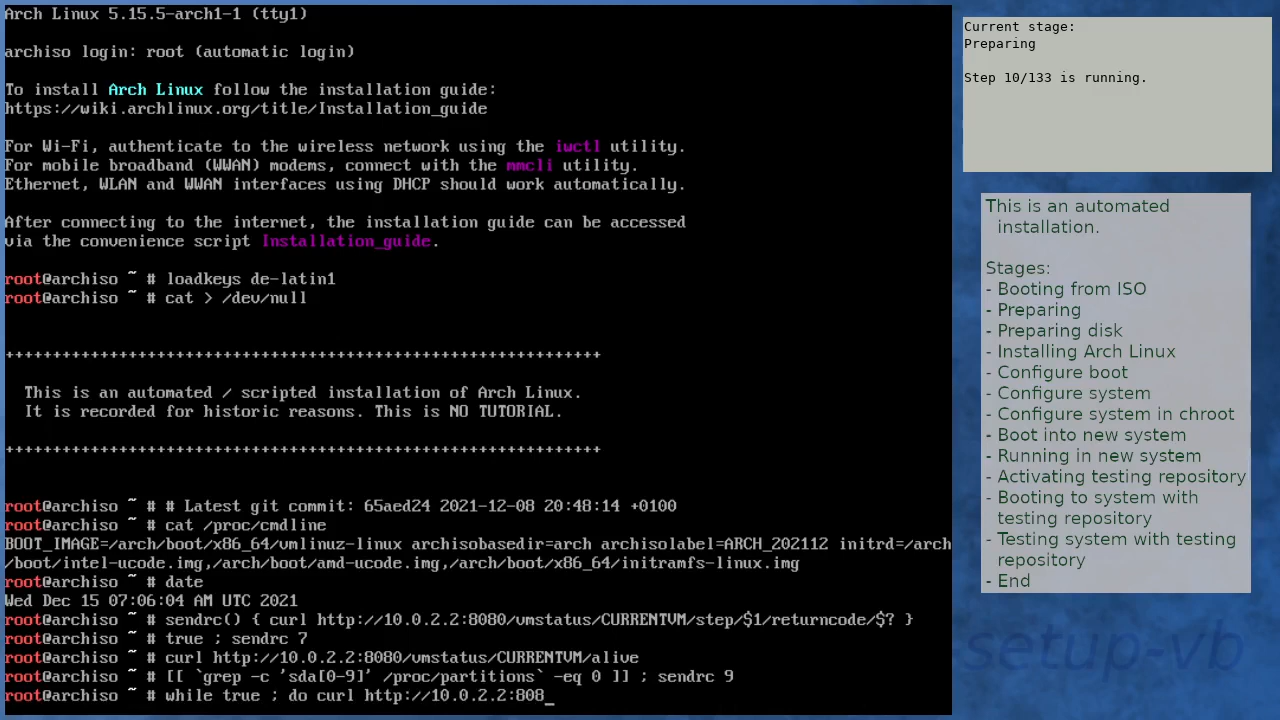 Arch Linux 5.15.5-arch1-1 (tty1)
archiso login: root (automatic login)
To install Arch Linux follow the installation guide:
https://wiki.archlinux.org/title/Installation_guide
For Wi-Fi, authenticate to the wireless network using the iwctl utility.
For mobile broadband (WWAN) modems, connect with the mmcli utility.
Ethernet, WLAN and WWAN interfaces using DHCP should work automatically.
After connecting to the internet, the installation guide can be accessed
via the convenience script Installation_guide.
root@archiso ~ # loadkeys de-latin1
root@archiso ~ # cat > /dev/null
+++++++++++++++++++++++++++++++++++++++++++++++++++++++++++++++
This is an automated / scripted installation of Arch Linux.
It is recorded for historic reasons. This is NO TUTORIAL.
+++++++++++++++++++++++++++++++++++++++++++++++++++++++++++++++
root@archiso ~ # # Latest git commit: 65aed24 2021-12-08 20:48:14 +0100
root@archiso ~ # cat /proc/cmdline
BOOT_IMAGE=/arch/boot/x86_64/vmlinuz-linux archisobasedir=arch archisolabel=ARCH_202112 initrd=/arch
/boot/intel-ucode.img,/arch/boot/amd-ucode.img,/arch/boot/x86_64/initramfs-linux.img
root@archiso ~ # date
Wed Dec 15 07:06:04 AM UTC 2021
root@archiso ~ # sendrc() { curl http://10.0.2.2:8080/vmstatus/CURRENTVM/step/$1/returncode/$? }
root@archiso ~ # true ; sendrc 7
root@archiso ~ # curl http://10.0.2.2:8080/vmstatus/CURRENTVM/alive
root@archiso ~ # [[ `grep -c 'sda[0-9]' /proc/partitions` -eq 0 ]] ; sendrc 9
root@archiso ~ # while true ; do curl http://10.0.2.2:808_
Current stage:
Preparing
Step 10/133 is running.
This is an automated
installation.
Stages:
- Booting from ISO
- Preparing
- Preparing disk
- Installing Arch Linux
- Configure boot
- Configure system
- Configure system in chroot
- Boot into new system
- Running in new system
- Activating testing repository
- Booting to system with
testing repository
- Testing system with testing
repository
- End
setup-vb